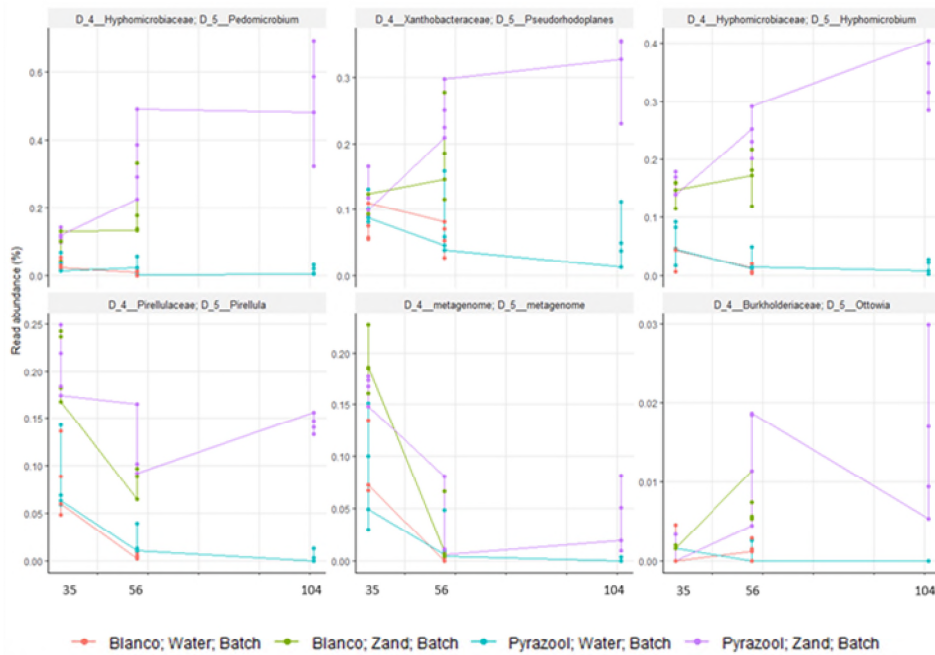 D_4__Hyphomicrobiaceae; D_5__Pedomicrobium
D_4__Xanthobacteraceae; D_5__Pseudorhodoplanes
D_4__Hyphomicrobiaceae; D_5__Hyphomicrobium
0.6
0.4
0.2
0.0
0.3
0.2
0.1
0.0
0.4
0.3
0.2
0.1
0.0
Read abundance (%)
D_4__Pirellulaceae; D_5__Pirellula
D_4__metagenome; D_5__metagenome
D_4__Burkholderiaceae; D_5__Ottowia
0.25
0.20
0.15
0.10
0.05
0.00
0.20
0.15
0.10
0.05
0.00
0.03
0.02
0.01
0.00
35 56 104
35 56 104
35 56 104
Blanco; Water; Batch Blanco; Zand; Batch Pyrazool; Water; Batch Pyrazool; Zand; Batch